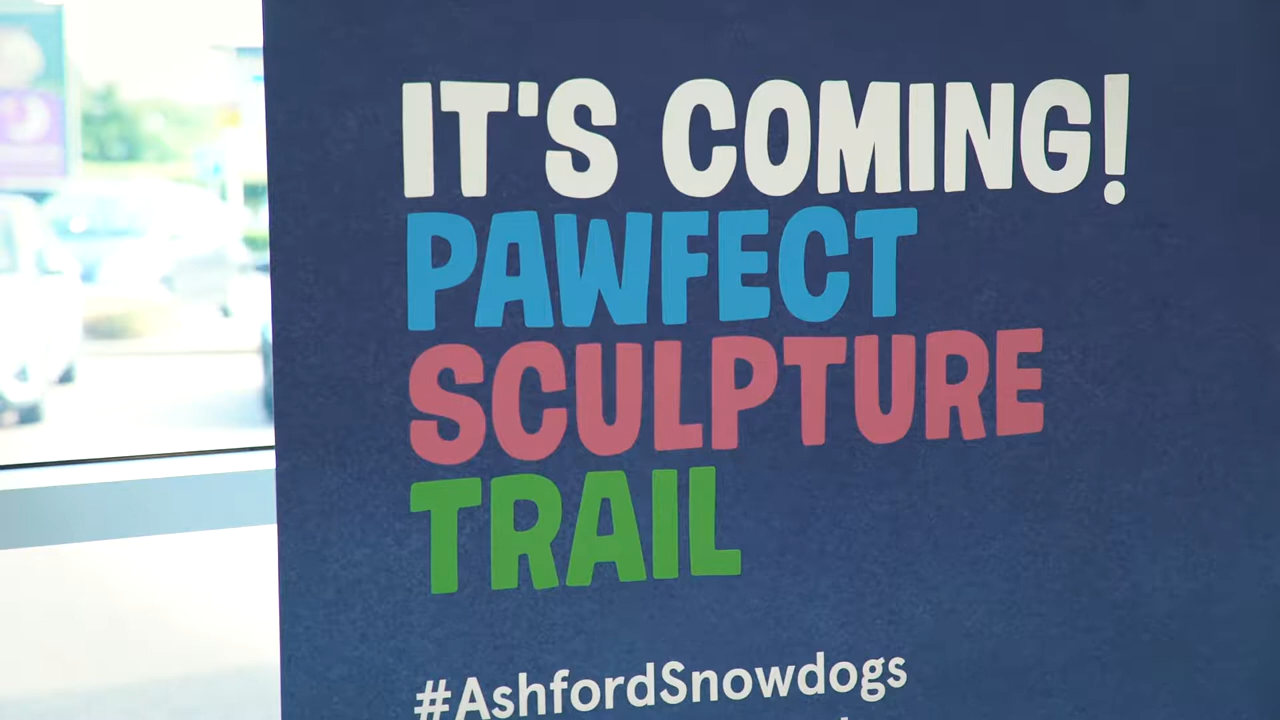 IT'S COMING!
PAWFECT
SCULPTURE
TRAIL
#AshfordSnowdogs